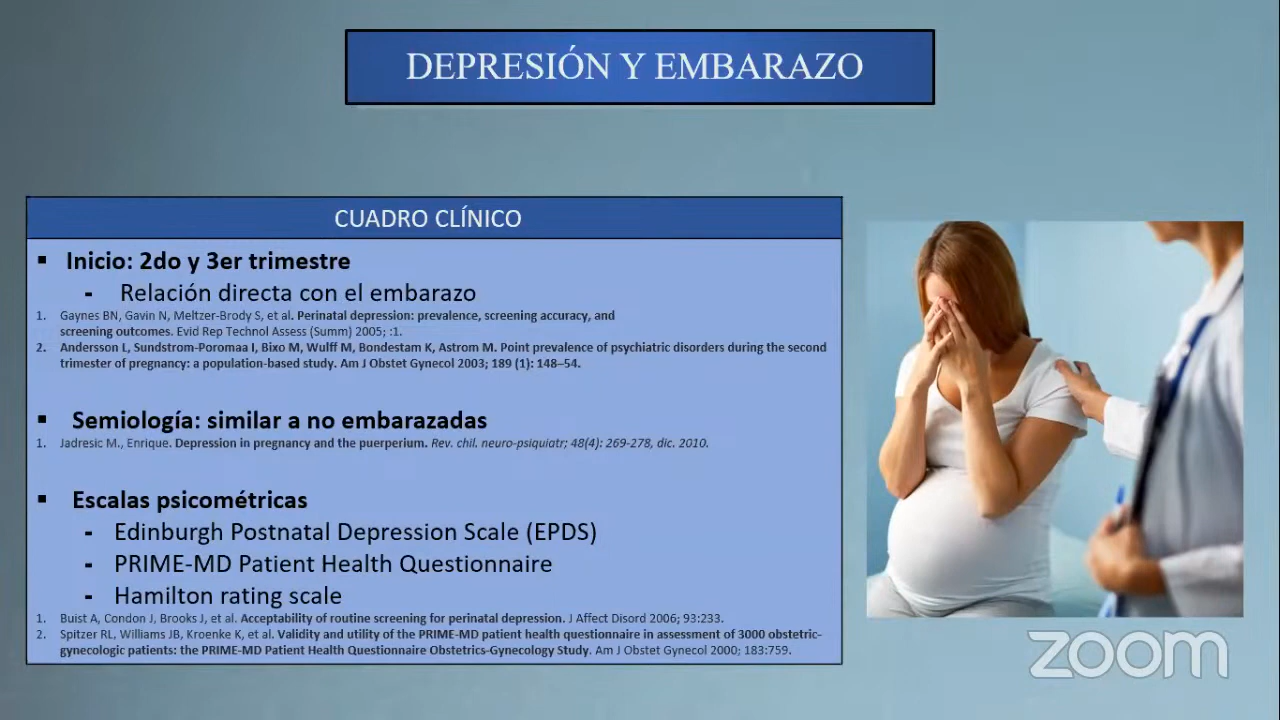 DEPRESIÓN Y EMBARAZO
CUADRO CLÍNICO
▪ Inicio: 2do y 3er trimestre
- Relación directa con el embarazo
1. Gaynes BN, Gavin N, Meltzer-Brody S, et al. Perinatal depression: prevalence, screening accuracy, and
screening outcomes. Evid Rep Technol Assess (Summ) 2005; :1.
2. Andersson L, Sundstrom-Poromaa I, Bixo M, Wulff M, Bondestam K, Astrom M. Point prevalence of psychiatric disorders during the second
trimester of pregnancy: a population-based study. Am J Obstet Gynecol 2003; 189 (1): 148–54.
▪ Semiología: similar a no embarazadas
1. Jadresic M., Enrique. Depression in pregnancy and the puerperium. Rev. chil. neuro-psiquiatr; 48(4): 269-278, dic. 2010.
▪ Escalas psicométricas
- Edinburgh Postnatal Depression Scale (EPDS)
- PRIME-MD Patient Health Questionnaire
- Hamilton rating scale
1. Buist A, Condon J, Brooks J, et al. Acceptability of routine screening for perinatal depression. J Affect Disord 2006; 93:233.
2. Spitzer RL, Williams JB, Kroenke K, et al. Validity and utility of the PRIME-MD patient health questionnaire in assessment of 3000 obstetric-
gynecologic patients: the PRIME-MD Patient Health Questionnaire Obstetrics-Gynecology Study. Am J Obstet Gynecol 2000; 183:759.
zoom